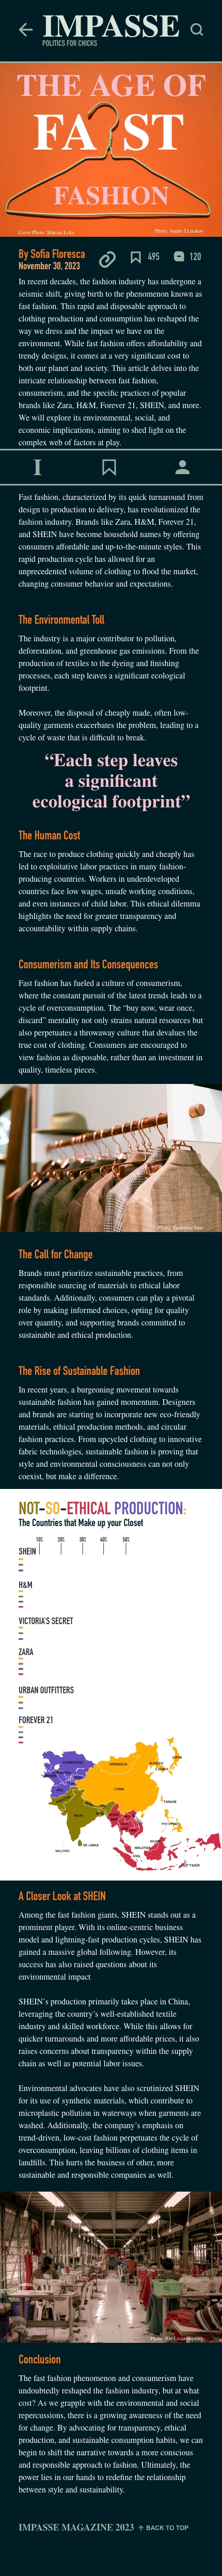 IMPASSE
POLITICS FOR CHICKS
THE AGE OF
FA ST
FASHION
Cover Photo: Marcus Loke
Photo: Andre J Lisakov
By Sofia Floresca
495
120
November 30, 2023
In recent decades, the fashion industry has undergone a
seismic shift, giving birth to the phenomenon known as
fast fashion. This rapid and disposable approach to
clothing production and consumption has reshaped the
way we dress and the impact we have on the
environment. While fast fashion offers affordability and
trendy designs, it comes at a very significant cost to
both our planet and society. This article delves into the
intricate relationship between fast fashion,
consumerism, and the specific practices of popular
brands like Zara, H&M, Forever 21, SHEIN, and more.
We will explore its environmental, social, and
economic implications, aiming to shed light on the
complex web of factors at play.
I
Fast fashion, characterized by its quick turnaround from
design to production to delivery, has revolutionized the
fashion industry. Brands like Zara, H&M, Forever 21,
and SHEIN have become household names by offering
consumers affordable and up-to-the-minute styles. This
rapid production cycle has allowed for an
unprecedented volume of clothing to flood the market,
changing consumer behavior and expectations.
The Environmental Toll
The industry is a major contributor to pollution,
deforestation, and greenhouse gas emissions. From the
production of textiles to the dyeing and finishing
processes, each step leaves a significant ecological
footprint.
Moreover, the disposal of cheaply made, often low-
quality garments exacerbates the problem, leading to a
cycle of waste that is difficult to break.
“Each step leaves
a significant
ecological footprint”
The Human Cost
The race to produce clothing quickly and cheaply has
led to exploitative labor practices in many fashion-
producing countries. Workers in underdeveloped
countries face low wages, unsafe working conditions,
and even instances of child labor. This ethical dilemma
highlights the need for greater transparency and
accountability within supply chains.
Consumerism and Its Consequences
Fast fashion has fueled a culture of consumerism,
where the constant pursuit of the latest trends leads to a
cycle of overconsumption. The “buy now, wear once,
discard” mentality not only strains natural resources but
also perpetuates a throwaway culture that devalues the
true cost of clothing. Consumers are encouraged to
view fashion as disposable, rather than an investment in
quality, timeless pieces.
The Call for Change
Brands must prioritize sustainable practices, from
responsible sourcing of materials to ethical labor
standards. Additionally, consumers can play a pivotal
role by making informed choices, opting for quality
over quantity, and supporting brands committed to
sustainable and ethical production.
The Rise of Sustainable Fashion
In recent years, a burgeoning movement towards
sustainable fashion has gained momentum. Designers
and brands are starting to incorporate new eco-friendly
materials, ethical production methods, and circular
fashion practices. From upcycled clothing to innovative
fabric technologies, sustainable fashion is proving that
style and environmental consciousness can not only
coexist, but make a difference.
NOT-SO-ETHICAL PRODUCTION:
The Countries that Make up your Closet
10% 20% 30% 40% 50%
SHEIN
H&M
VICTORIA'S SECRET
ZARA
URBAN OUTFITTERS
FOREVER 21
MONGOLIA
CHINA
TAIWAN
INDIA
SRI LANKA
MALDIVES
EAST TIMOR
A Closer Look at SHEIN
Among the fast fashion giants, SHEIN stands out as a
prominent player. With its online-centric business
model and lightning-fast production cycles, SHEIN has
gained a massive global following. However, its
success has also raised questions about its
environmental impact
SHEIN’s production primarily takes place in China,
leveraging the country’s well-established textile
industry and skilled workforce. While this allows for
quicker turnarounds and more affordable prices, it also
raises concerns about transparency within the supply
chain as well as potential labor issues.
Environmental advocates have also scrutinized SHEIN
for its use of synthetic materials, which contribute to
microplastic pollution in waterways when garments are
washed. Additionally, the company’s emphasis on
trend-driven, low-cost fashion perpetuates the cycle of
overconsumption, leaving billions of clothing items in
landfills. This hurts the business of other, more
sustainable and responsible companies as well.
Conclusion
The fast fashion phenomenon and consumerism have
undoubtedly reshaped the fashion industry, but at what
cost? As we grapple with the environmental and social
repercussions, there is a growing awareness of the need
for change. By advocating for transparency, ethical
production, and sustainable consumption habits, we can
begin to shift the narrative towards a more conscious
and responsible approach to fashion. Ultimately, the
power lies in our hands to redefine the relationship
between style and sustainability.
IMPASSE MAGAZINE 2023 ↑ BACK TO TOP